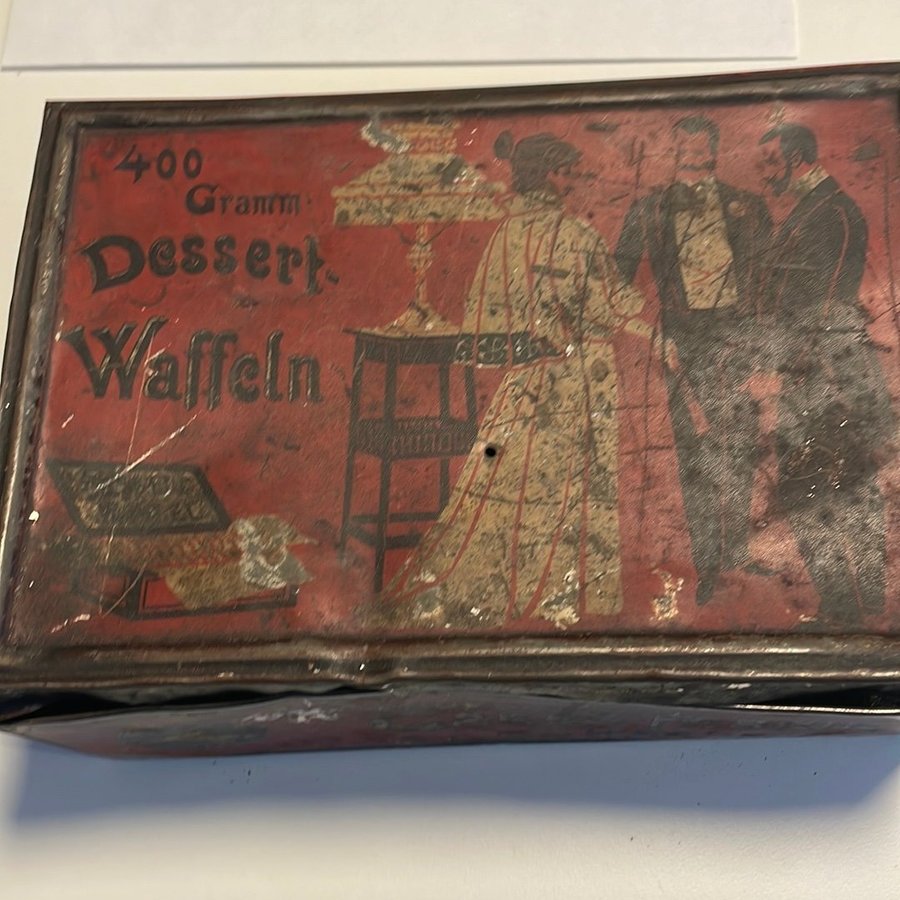 400
Gramm
Dessert
Waffeln